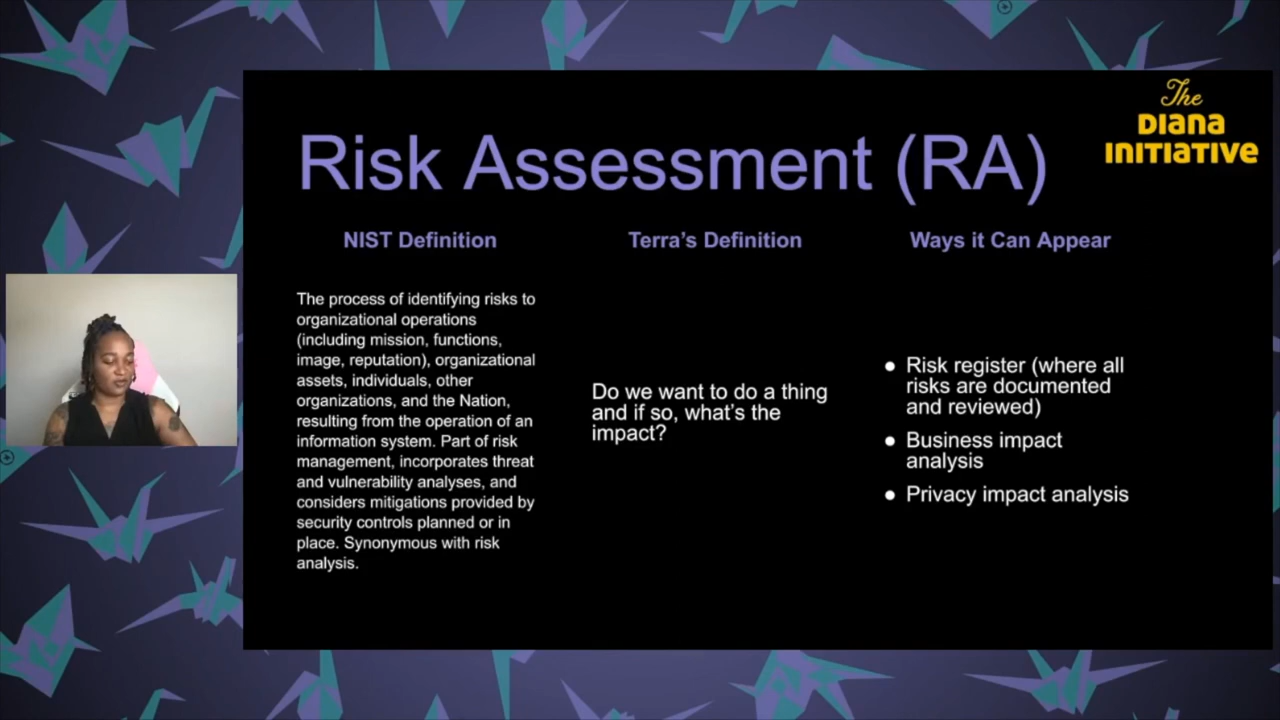 The
DIANA
INITIATIVE
Risk Assessment (RA)
NIST Definition
The process of identifying risks to
organizational operations
(including mission, functions,
image, reputation), organizational
assets, individuals, other
organizations, and the Nation,
resulting from the operation of an
information system. Part of risk
management, incorporates threat
and vulnerability analyses, and
considers mitigations provided by
security controls planned or in
place. Synonymous with risk
analysis.
Terra's Definition
Do we want to do a thing
and if so, what's the
impact?
Ways it Can Appear
● Risk register (where all
risks are documented
and reviewed)
● Business impact
analysis
● Privacy impact analysis